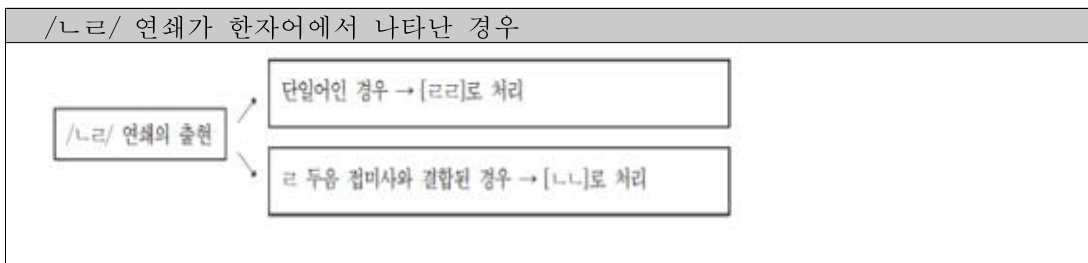 /ㄴㄹ/ 연쇄가 한자어에서 나타난 경우
단일어인 경우 → [ㄹㄹ]로 처리
/ㄴㄹ/ 연쇄의 출현
ㄹ 두음 접미사와 결합된 경우 → [ㄴㄴ]로 처리